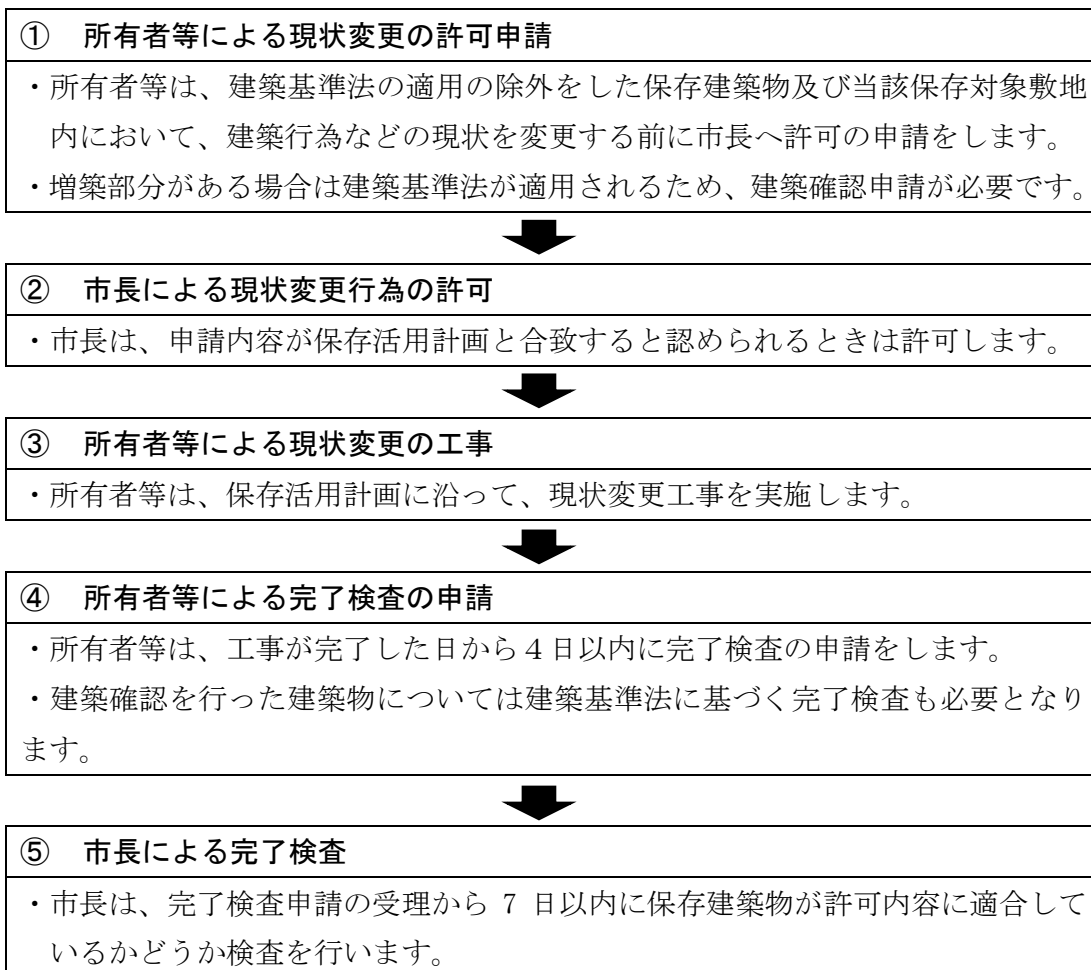 ① 所有者等による現状変更の許可申請
・所有者等は、建築基準法の適用の除外をした保存建築物及び当該保存対象敷地
内において、建築行為などの現状を変更する前に市長へ許可の申請をします。
・増築部分がある場合は建築基準法が適用されるため、建築確認申請が必要です。
② 市長による現状変更行為の許可
・市長は、申請内容が保存活用計画と合致すると認められるときは許可します。
③ 所有者等による現状変更の工事
・所有者等は、保存活用計画に沿って、現状変更工事を実施します。
④ 所有者等による完了検査の申請
・所有者等は、工事が完了した日から４日以内に完了検査の申請をします。
・建築確認を行った建築物については建築基準法に基づく完了検査も必要となり
ます。
⑤ 市長による完了検査
・市長は、完了検査申請の受理から 7 日以内に保存建築物が許可内容に適合して
いるかどうか検査を行います。